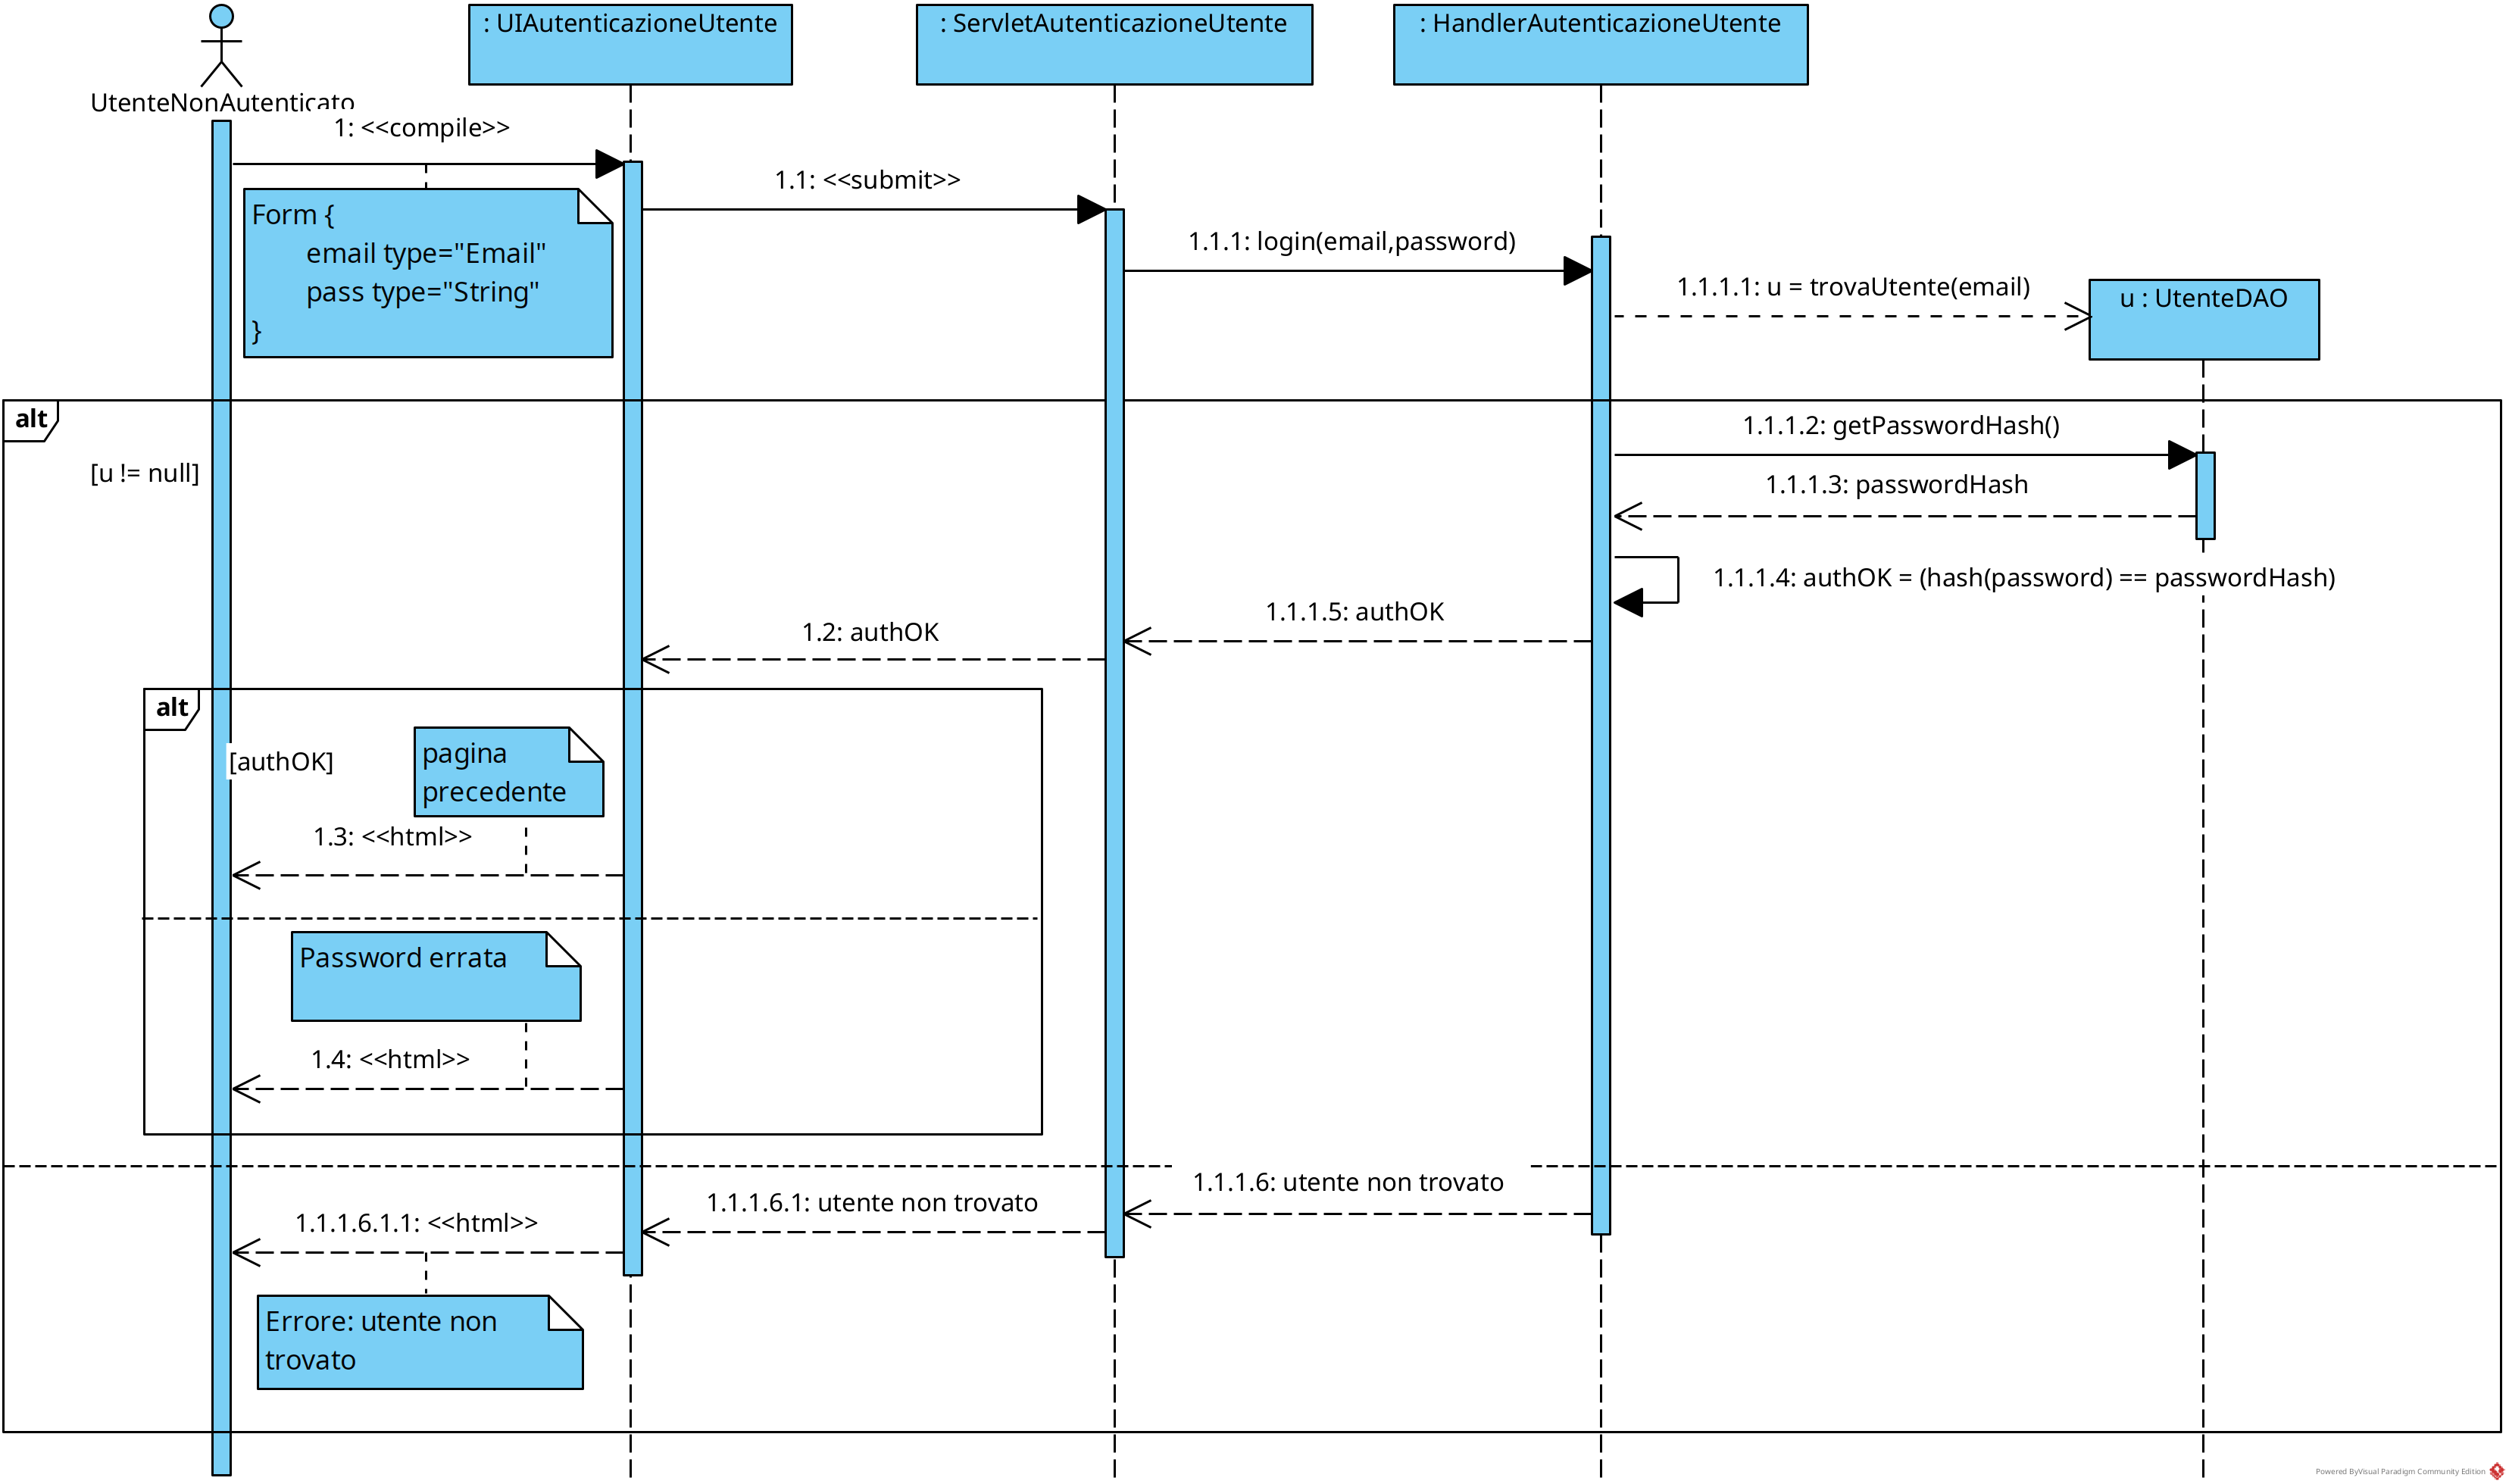 : UIAutenticazioneUtente
: ServletAutenticazioneUtente
: HandlerAutenticazioneUtente
UtenteNonAutenticato
1: <<compile>>
1.1: <<submit>>
Form {
email type="Email"
pass type="String"
}
1.1.1: login(email,password)
1.1.1.1: u = trovaUtente(email)
u : UtenteDAO
alt
[u != null]
1.1.1.2: getPasswordHash()
1.1.1.3: passwordHash
1.1.1.4: authOK = (hash(password) == passwordHash)
1.1.1.5: authOK
1.2: authOK
alt
[authOK]
pagina
precedente
1.3: <<html>>
Password errata
1.4: <<html>>
1.1.1.6: utente non trovato
1.1.1.6.1: utente non trovato
1.1.1.6.1.1: <<html>>
Errore: utente non
trovato
Powered ByVisual Paradigm Community Edition